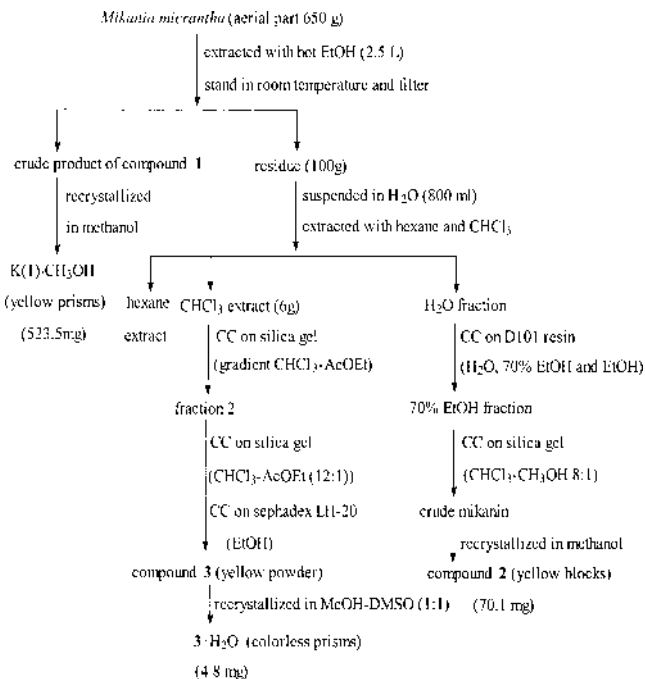 Mikania micrantha (aerial part 650 g)
extracted with hot EtOH (2.5 L)
stand in room temperature and filter
crude product of compound 1
residue (100g)
recrystallized
in methanol
suspended in H₂O (800 ml)
extracted with hexane and CHCl₃
K(1)·CH₃OH
(yellow prisms)
(523.5mg)
hexane
extract
CHCl₃ extract (6g)
H₂O fraction
CC on silica gel
(gradient CHCl₃-AcOEt)
CC on D101 resin
(H₂O, 70% EtOH and EtOH)
fraction 2
70% EtOH fraction
CC on silica gel
(CHCl₃-AcOEt (12:1))
CC on silica gel
(CHCl₃-CH₃OH 8:1)
CC on sephadex LH-20
(EtOH)
crude mikanin
recrystallized in methanol
compound 3 (yellow powder)
compound 2 (yellow blocks)
recrystallized in MeOH-DMSO (1:1)
(70.1 mg)
3·H₂O (colorless prisms)
(4.8 mg)